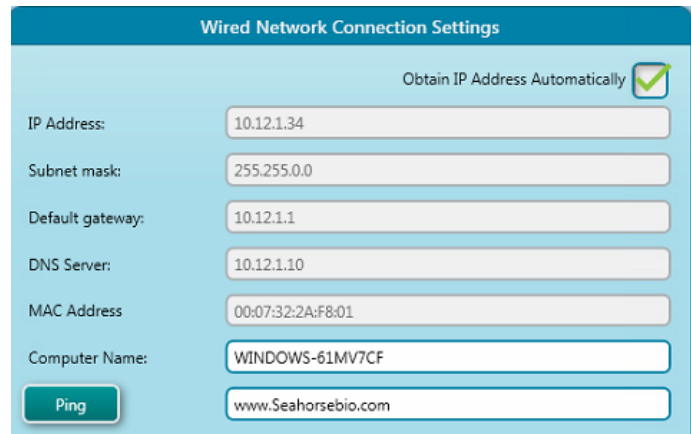 Wired Network Connection Settings
Obtain IP Address Automatically
IP Address: 10.12.1.34
Subnet mask: 255.255.0.0
Default gateway: 10.12.1.1
DNS Server: 10.12.1.10
MAC Address 00:07:32:2A:F8:01
Computer Name: WINDOWS-61MV7CF
Ping www.Seahorsebio.com